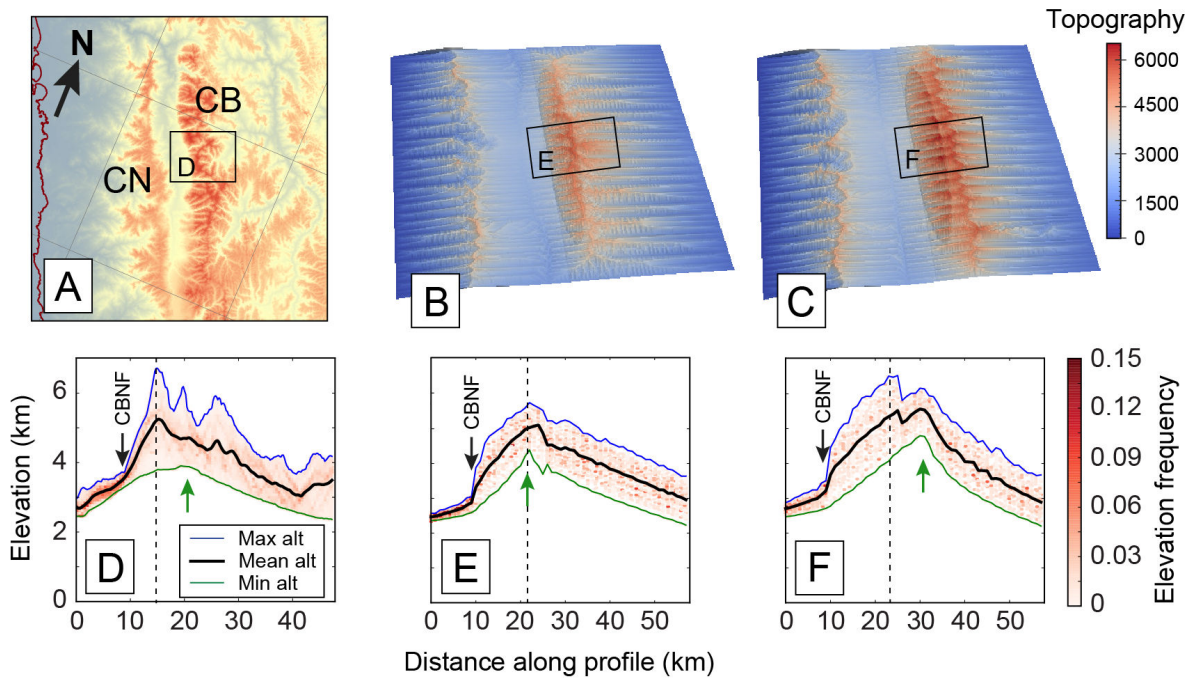 Topography
N
CB
D
CN
A
E
B
F
C
6000
4500
3000
1500
0
Elevation (km)
6
4
2
0
CBNF
D
Max alt
Mean alt
Min alt
0 10 20 30 40
CBNF
E
0 10 20 30 40 50
CBNF
F
0 10 20 30 40 50
0.15
0.12
0.09
0.06
0.03
0
Elevation frequency
Distance along profile (km)